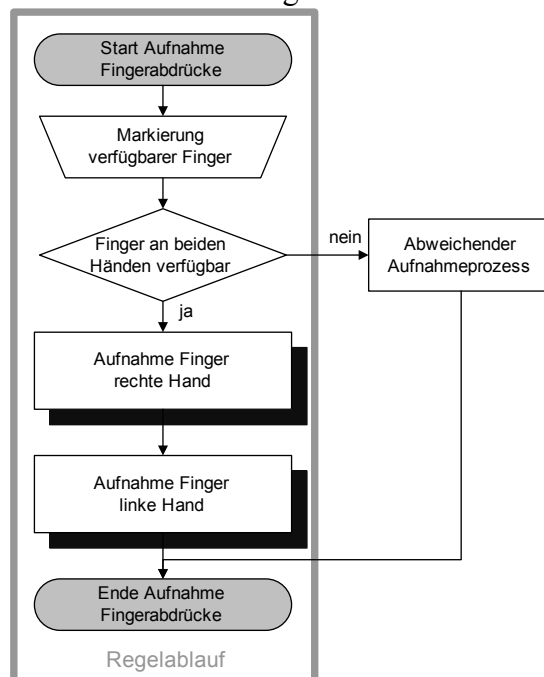 Start Aufnahme
Fingerabdrücke
Markierung
verfügbarer Finger
Finger an beiden
Händen verfügbar
nein
Abweichender
Aufnahmeprozess
ja
Aufnahme Finger
rechte Hand
Aufnahme Finger
linke Hand
Ende Aufnahme
Fingerabdrücke
Regelablauf